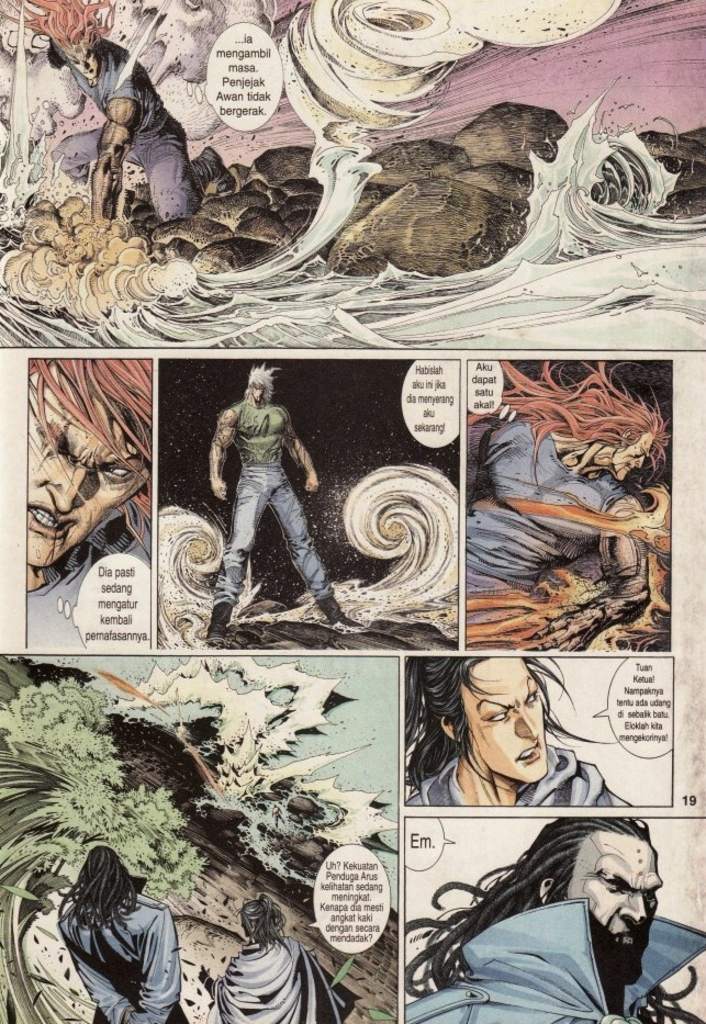 ...ia
mengambil
masa.
Penjejak
Awan tidak
bergerak.
Dia pasti
sedang
mengatur
kembali
pernafasannya.
Habislah
aku ini jika
dia menyerang
aku
sekarang!
Aku
dapat
satu
akal!
Uh? Kekuatan
Penduga Arus
kelihatan sedang
meningkat.
Kenapa dia mesti
angkat kaki
dengan secara
mendadak?
Tuan
Ketua!
Nampaknya
tentu ada udang
di sebalik batu.
Eloklah kita
mengekorinya!
19
Em.